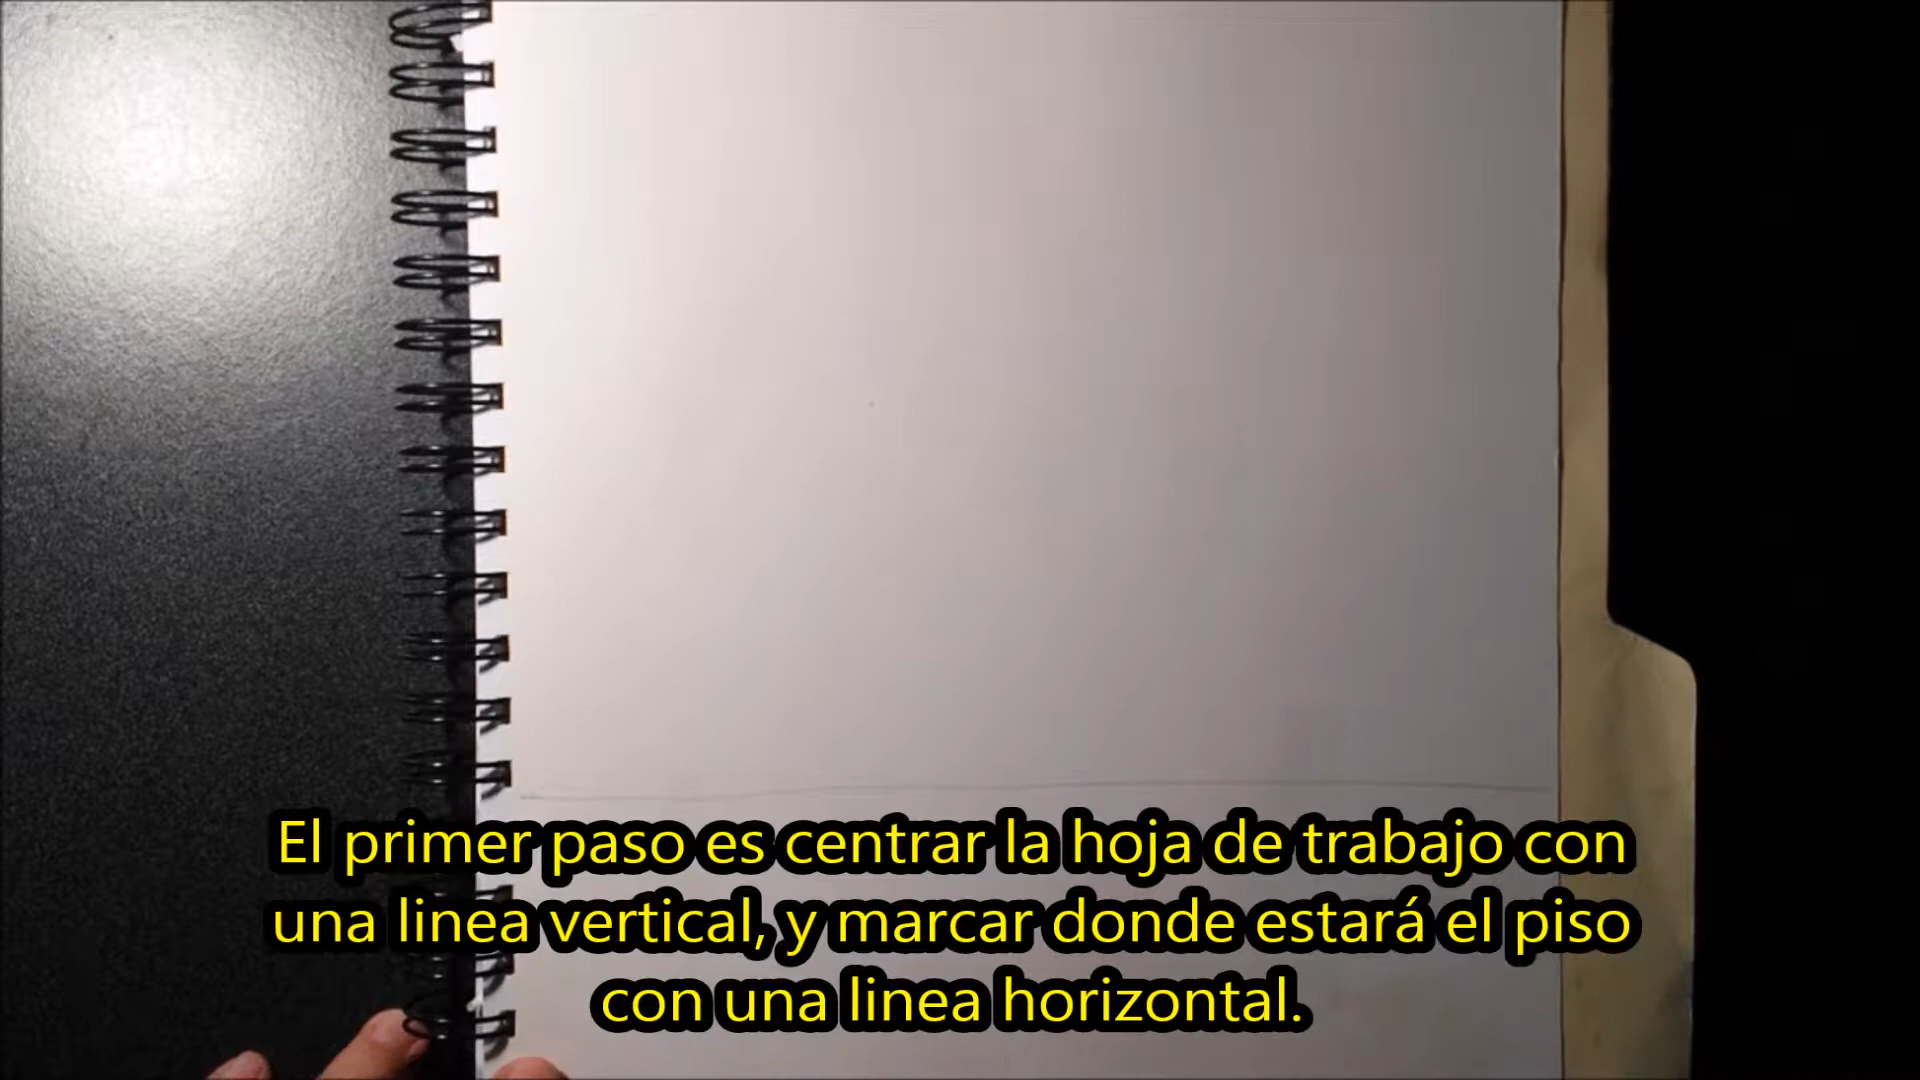 El primer paso es centrar la hoja de trabajo con
una linea vertical, y marcar donde estará el piso
con una linea horizontal.